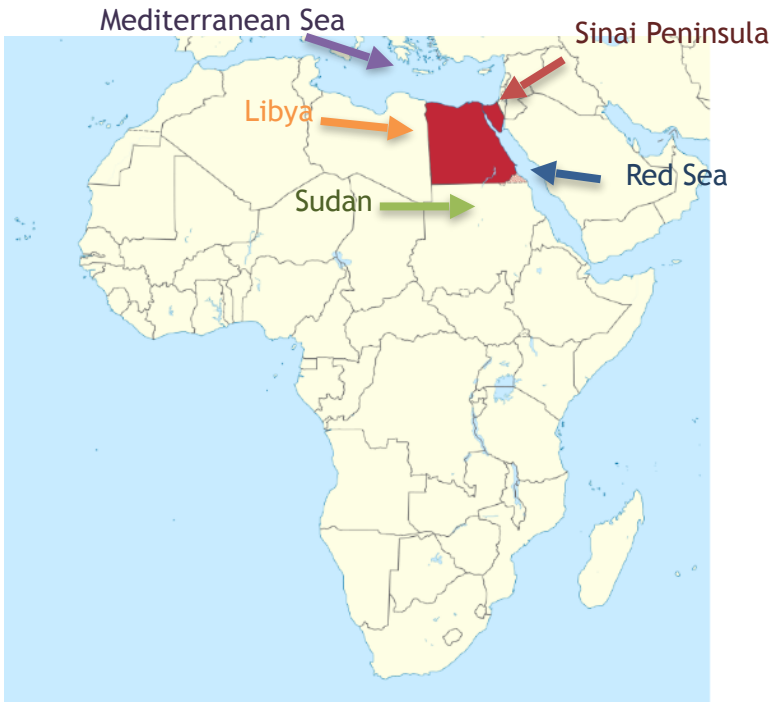 Mediterranean Sea
Sinai Peninsula
Libya
Red Sea
Sudan